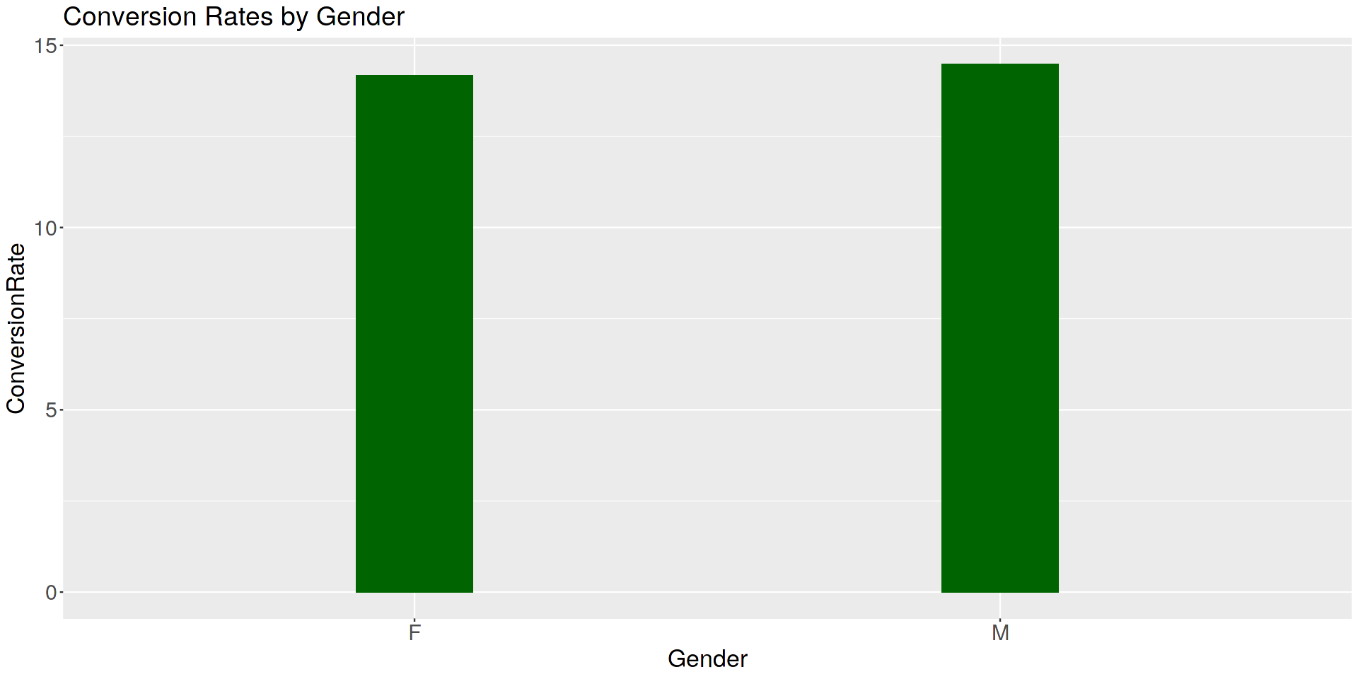 Conversion Rates by Gender
15
10
5
0
ConversionRate
F
M
Gender